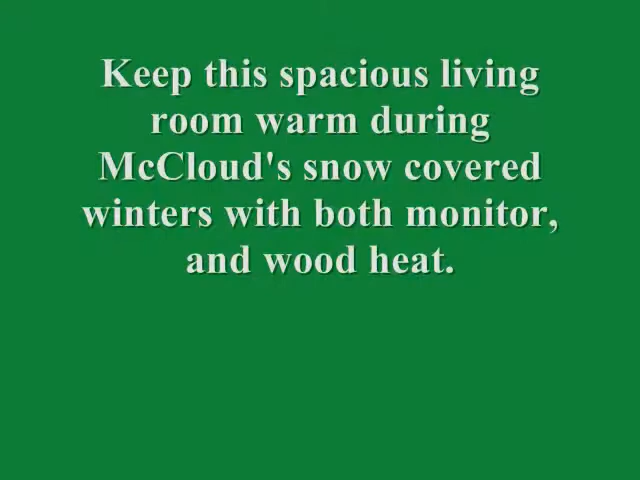 Keep this spacious living
room warm during
McCloud's snow covered
winters with both monitor,
and wood heat.